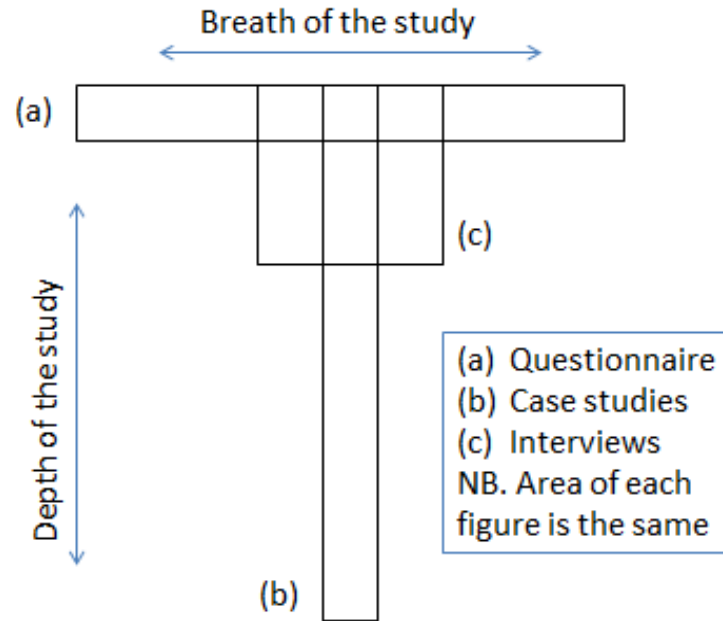 Breath of the study
(a)
(c)
Depth of the study
(a) Questionnaire
(b) Case studies
(c) Interviews
NB. Area of each
figure is the same
(b)